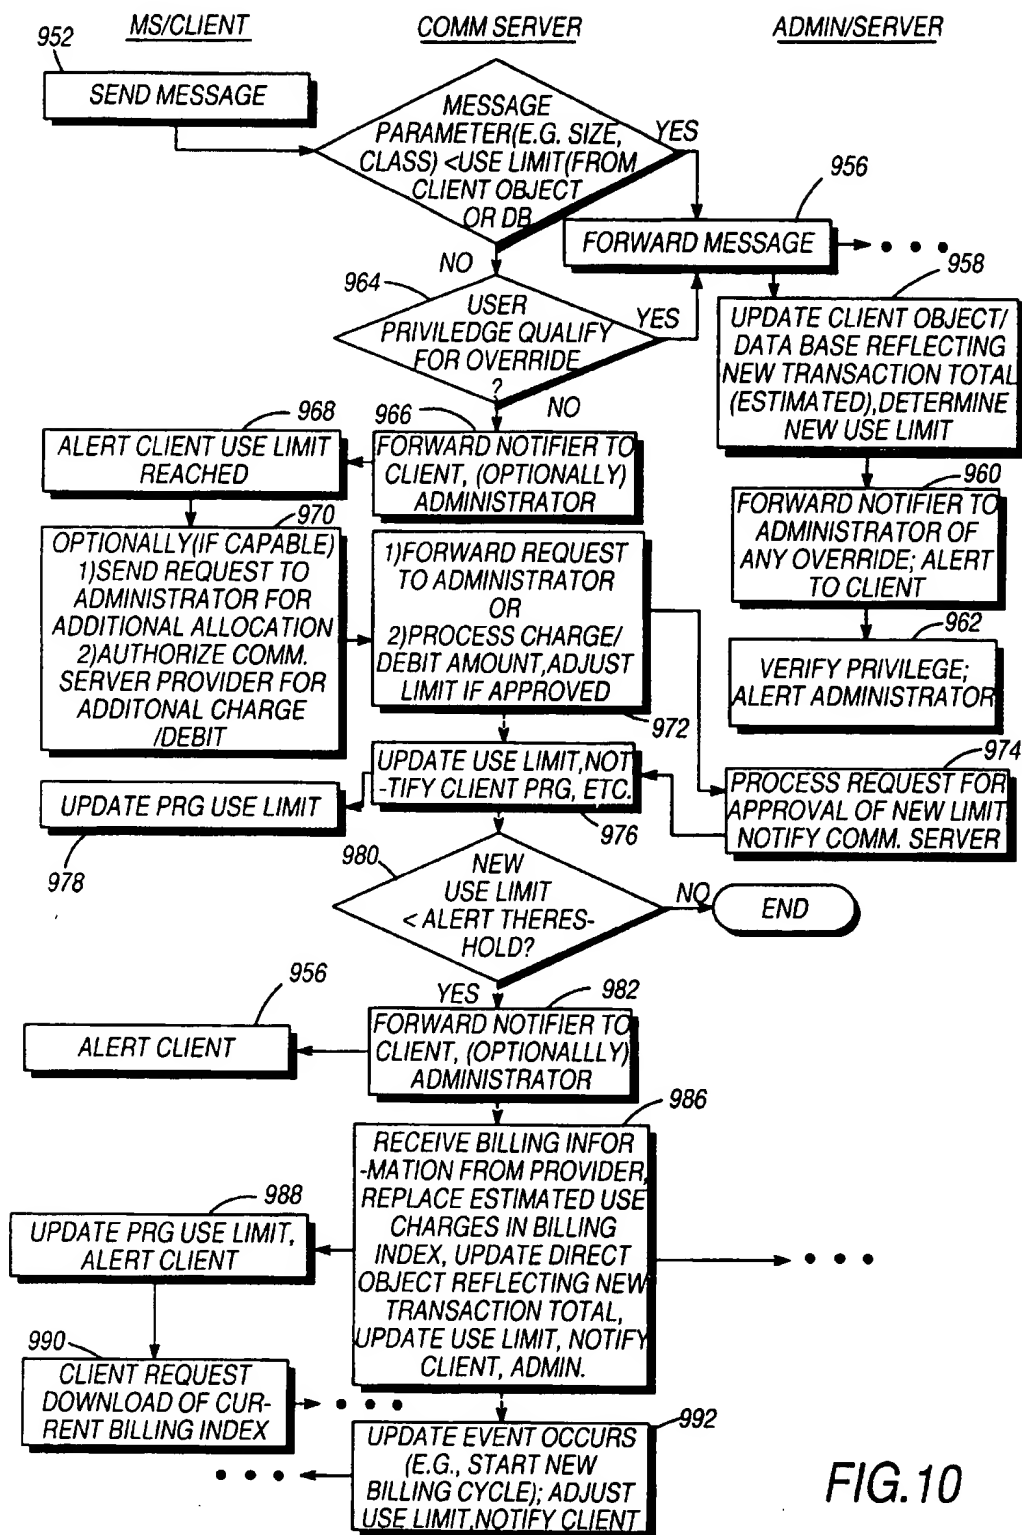 MS/CLIENT
COMM SERVER
ADMIN/SERVER
952
SEND MESSAGE
MESSAGE
PARAMETER(E.G. SIZE,
CLASS) <USE LIMIT(FROM
CLIENT OBJECT
OR DB
YES
NO
956
FORWARD MESSAGE
• • •
958
UPDATE CLIENT OBJECT/
DATA BASE REFLECTING
NEW TRANSACTION TOTAL
(ESTIMATED),DETERMINE
NEW USE LIMIT
964
USER
PRIVILEDGE QUALIFY
FOR OVERRIDE
?
YES
NO
960
FORWARD NOTIFIER TO
ADMINISTRATOR OF
ANY OVERRIDE; ALERT
TO CLIENT
962
VERIFY PRIVILEGE;
ALERT ADMINISTRATOR
966
FORWARD NOTIFIER TO
CLIENT, (OPTIONALLY)
ADMINISTRATOR
968
ALERT CLIENT USE LIMIT
REACHED
970
OPTIONALLY(IF CAPABLE)
1)SEND REQUEST TO
ADMINISTRATOR FOR
ADDITIONAL ALLOCATION
2)AUTHORIZE COMM.
SERVER PROVIDER FOR
ADDITONAL CHARGE
/DEBIT
1)FORWARD REQUEST
TO ADMINISTRATOR
OR
2)PROCESS CHARGE/
DEBIT AMOUNT,ADJUST
LIMIT IF APPROVED
972
974
PROCESS REQUEST FOR
APPROVAL OF NEW LIMIT
NOTIFY COMM. SERVER
UPDATE USE LIMIT,NOT
-TIFY CLIENT PRG, ETC.
976
UPDATE PRG USE LIMIT
978
980
NEW
USE LIMIT
< ALERT THERES-
HOLD?
NO
END
YES
982
FORWARD NOTIFIER TO
CLIENT, (OPTIONALLLY)
ADMINISTRATOR
956
ALERT CLIENT
986
RECEIVE BILLING INFOR
-MATION FROM PROVIDER,
REPLACE ESTIMATED USE
CHARGES IN BILLING
INDEX, UPDATE DIRECT
OBJECT REFLECTING NEW
TRANSACTION TOTAL,
UPDATE USE LIMIT, NOTIFY
CLIENT, ADMIN.
• • •
988
UPDATE PRG USE LIMIT,
ALERT CLIENT
990
CLIENT REQUEST
DOWNLOAD OF CUR-
RENT BILLING INDEX
• • •
992
UPDATE EVENT OCCURS
(E.G., START NEW
BILLING CYCLE); ADJUST
USE LIMIT,NOTIFY CLIENT
• • •
FIG.10